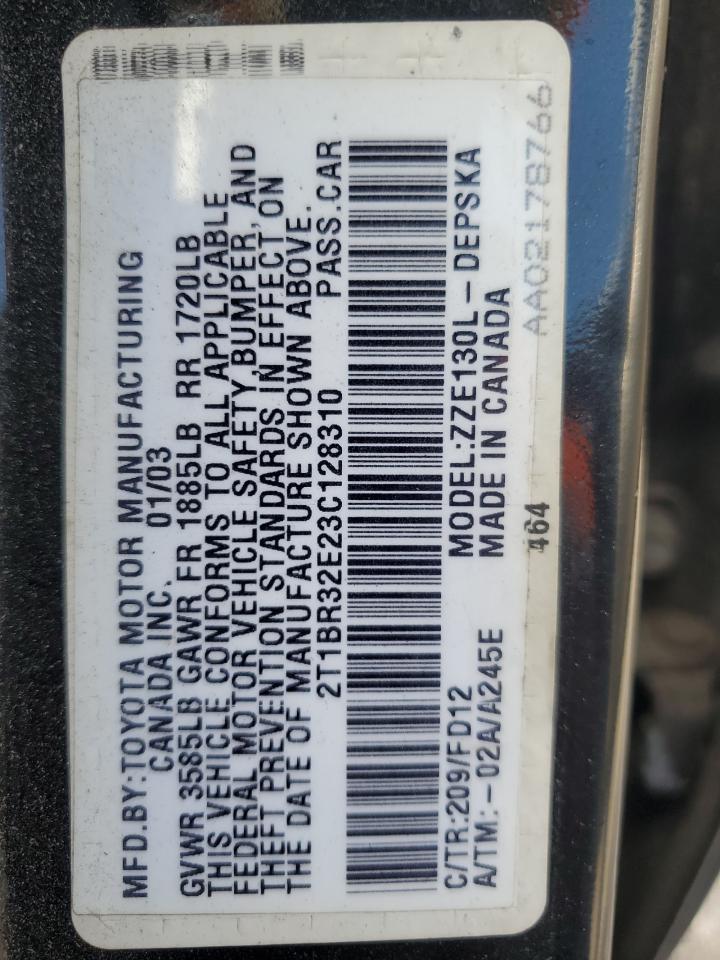 MFD.BY:TOYOTA MOTOR MANUFACTURING
CANADA INC. 01/03
GVWR 3585LB GAWR FR 1885LB RR 1720LB
THIS VEHICLE CONFORMS TO ALL APPLICABLE
FEDERAL MOTOR VEHICLE SAFETY BUMPER, AND
THEFT PREVENTION STANDARDS IN EFFECT ON
THE DATE OF MANUFACTURE SHOWN ABOVE.
2T1BR32E23C128310 PASS.CAR
C/TR:209/FD12 MODEL:ZZE130L-DEPSKA
A/TM:-02A/A245E MADE IN CANADA
464 AA02178766